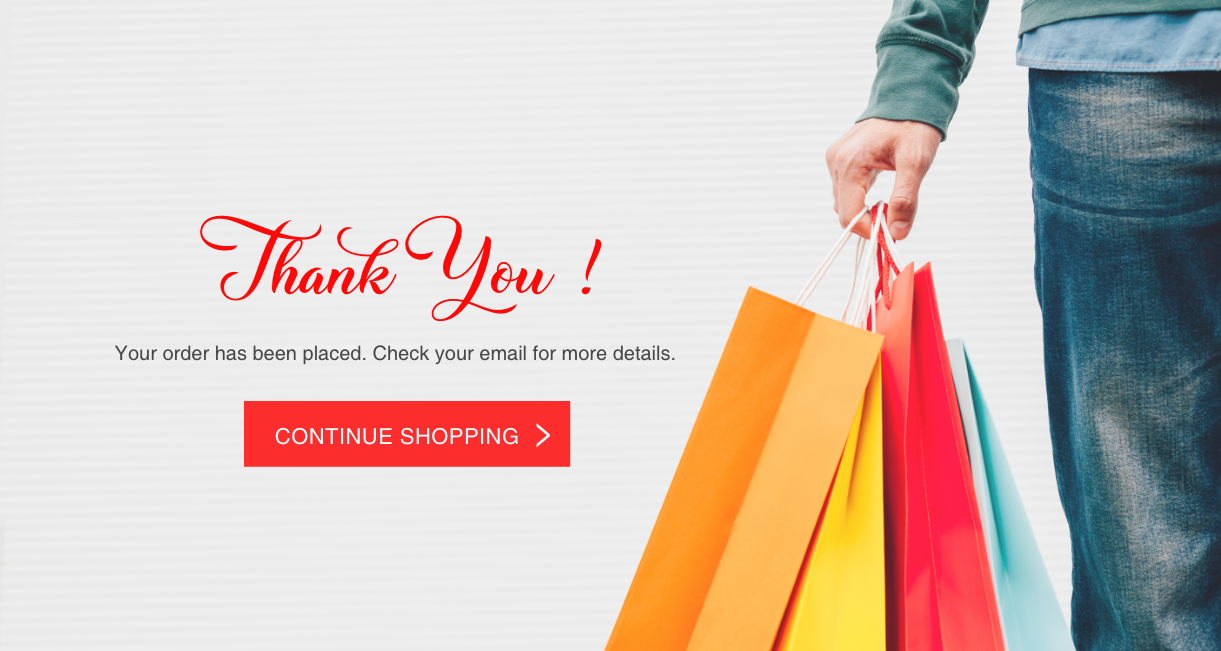 Thank You !
Your order has been placed. Check your email for more details.
CONTINUE SHOPPING